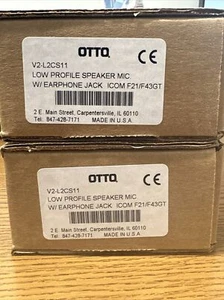 OTTO CE
V2-L2CS11
LOW PROFILE SPEAKER MIC
W/ EARPHONE JACK ICOM F21/F43GT
2 E. Main Street, Carpentersville, IL 60110
Tel: 847-428-7171 MADE IN U.S.A.
OTTO CE
V2-L2CS11
LOW PROFILE SPEAKER MIC
W/ EARPHONE JACK ICOM F21/F43GT
2 E. Main Street, Carpentersville, IL 60110
Tel: 847-428-7171 MADE IN U.S.A.